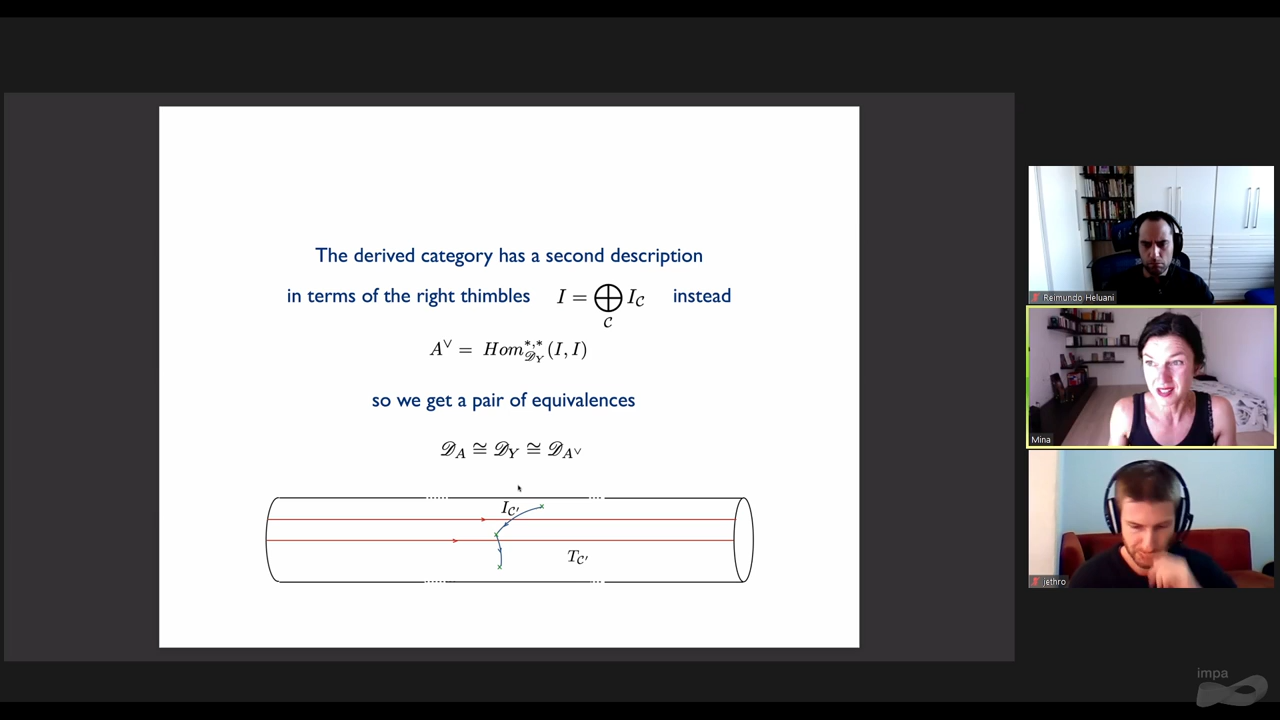 The derived category has a second description
in terms of the right thimbles I = ⨁_𝒞 I_𝒞 instead
A^∨ = Hom^{*,*}_{𝒟_Y}(I, I)
so we get a pair of equivalences
𝒟_A ≅ 𝒟_Y ≅ 𝒟_{A^∨}
I_{𝒞'}
T_{𝒞'}
Reimundo Heluani
Mina
jethro
impa